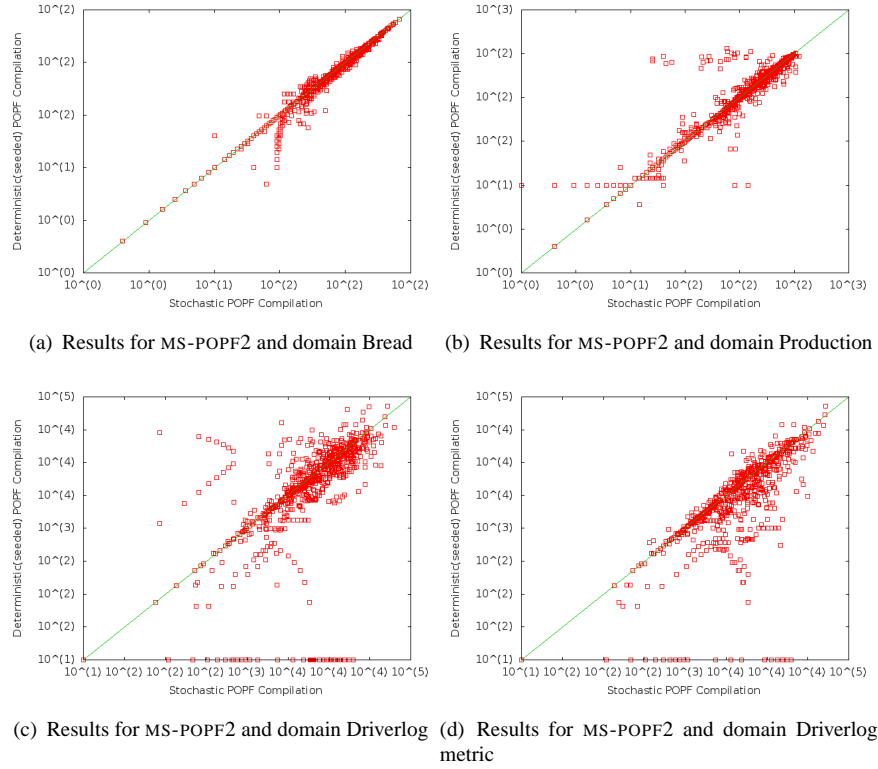 10^(2)
10^(2)
10^(2)
10^(1)
10^(0)
10^(0)
Deterministic(seeded) POPF Compilation
10^(0) 10^(0) 10^(1) 10^(2) 10^(2) 10^(2)
Stochastic POPF Compilation
(a) Results for MS-POPF2 and domain Bread
10^(3)
10^(2)
10^(2)
10^(2)
10^(1)
10^(0)
10^(0)
Deterministic(seeded) POPF Compilation
10^(0) 10^(0) 10^(1) 10^(2) 10^(2) 10^(2) 10^(3)
Stochastic POPF Compilation
(b) Results for MS-POPF2 and domain Production
10^(5)
10^(4)
10^(4)
10^(4)
10^(3)
10^(2)
10^(2)
10^(2)
10^(1)
Deterministic(seeded) POPF Compilation
10^(1) 10^(2) 10^(2) 10^(2) 10^(3) 10^(4) 10^(4) 10^(4) 10^(5)
Stochastic POPF Compilation
(c) Results for MS-POPF2 and domain Driverlog
10^(5)
10^(4)
10^(4)
10^(4)
10^(3)
10^(2)
10^(2)
10^(2)
10^(1)
Deterministic(seeded) POPF Compilation
10^(1) 10^(2) 10^(2) 10^(2) 10^(3) 10^(4) 10^(4) 10^(4) 10^(5)
Stochastic POPF Compilation
(d) Results for MS-POPF2 and domain Driverlog
metric